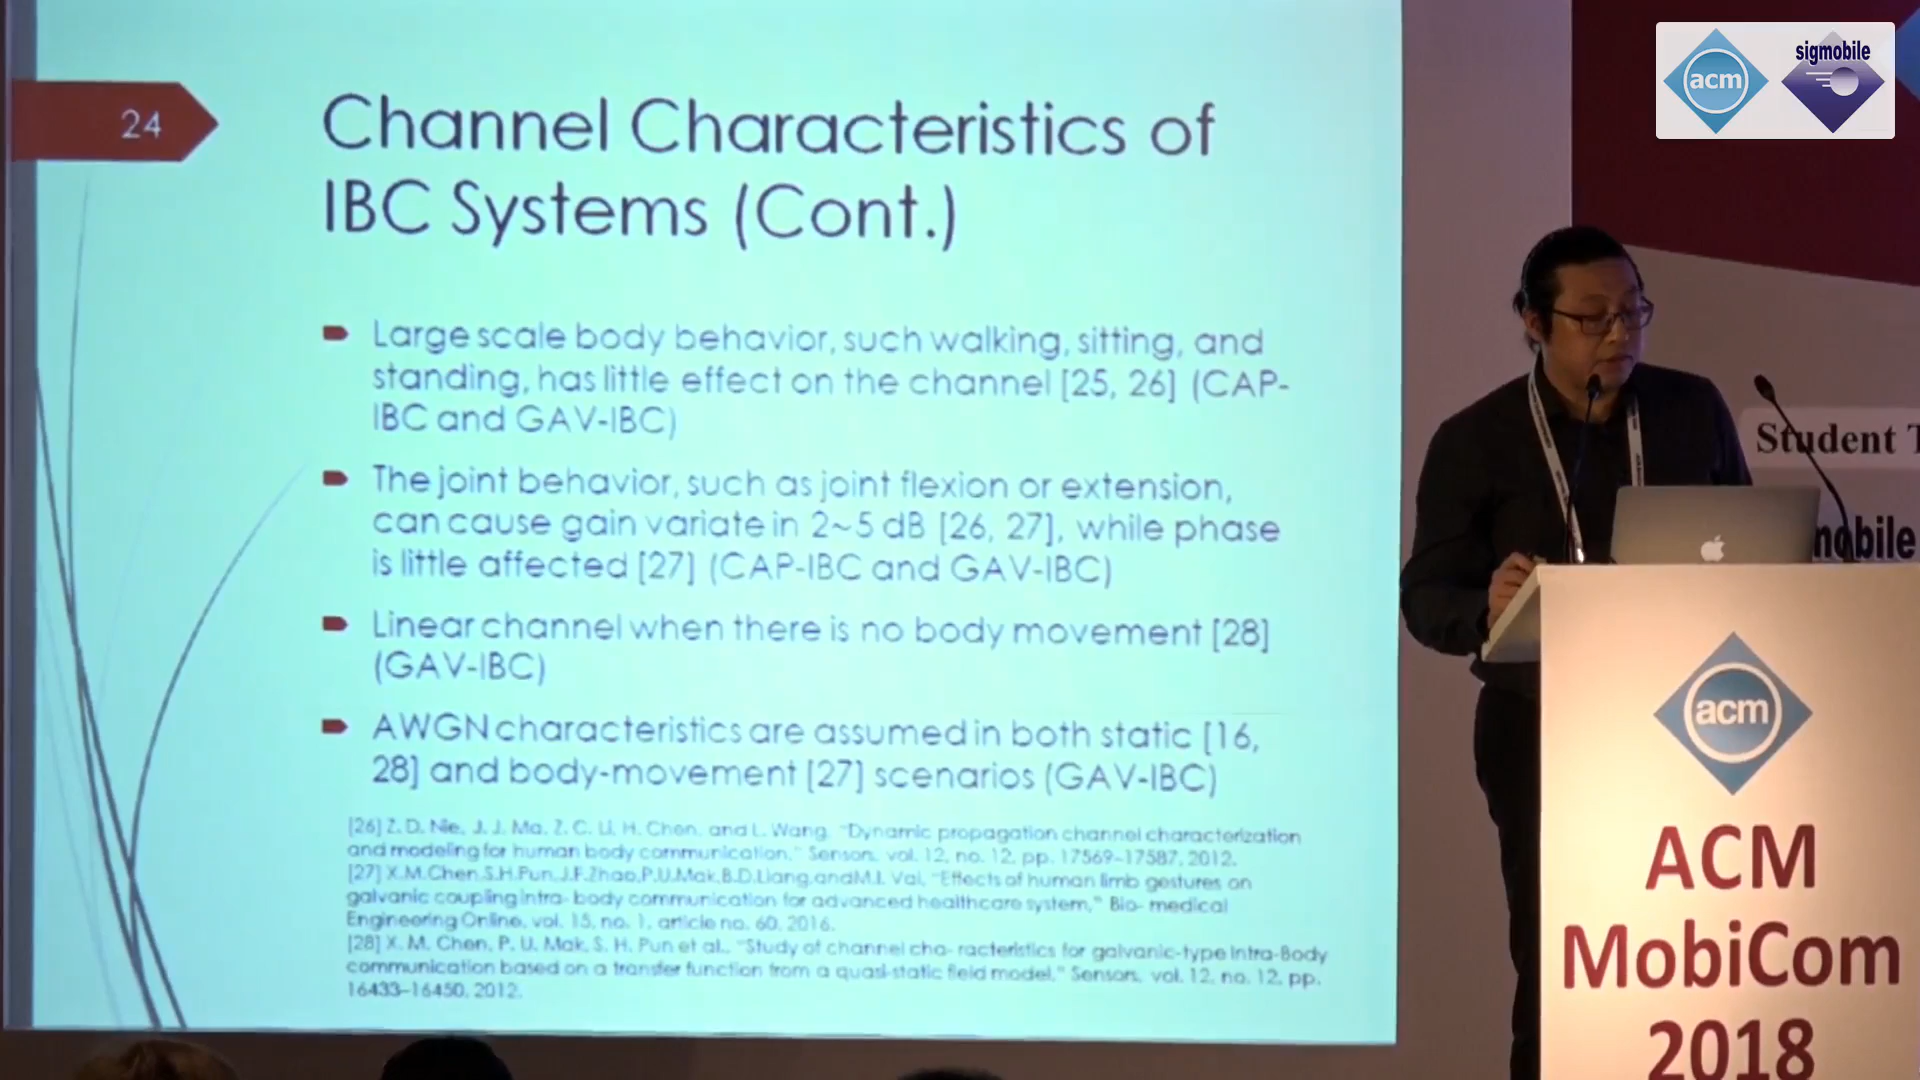 24
Channel Characteristics of
IBC Systems (Cont.)
Large scale body behavior, such walking, sitting, and
standing, has little effect on the channel [25, 26] (CAP-
IBC and GAV-IBC)
The joint behavior, such as joint flexion or extension,
can cause gain variate in 2~5 dB [26, 27], while phase
is little affected [27] (CAP-IBC and GAV-IBC)
Linear channel when there is no body movement [28]
(GAV-IBC)
AWGN characteristics are assumed in both static [16,
28] and body-movement [27] scenarios (GAV-IBC)
[26] Z. D. Nie, J. J. Ma, Z. C. Li, H. Chen, and L. Wang, "Dynamic propagation channel characterization
and modeling for human body communication," Senson, vol. 12, no. 12, pp. 17569–17587, 2012.
[27] X.M.Chen,S.H.Pun,J.F.Zhao,P.U.Mak,B.D.Liang,andM.I. Vai, "Effects of human limb gestures on
galvanic coupling intra- body communication for advanced healthcare system," Bio- medical
Engineering Online, vol. 15, no. 1, article no. 60, 2016.
[28] X. M. Chen, P. U. Mak, S. H. Pun et al., "Study of channel cha- racteristics for galvanic-type Intra-Body
communication based on a transfer function from a quasi-static field model," Senson, vol. 12, no. 12, pp.
16433–16450, 2012.
acm
sigmobile
Student
mobile
acm
ACM
MobiCom
2018